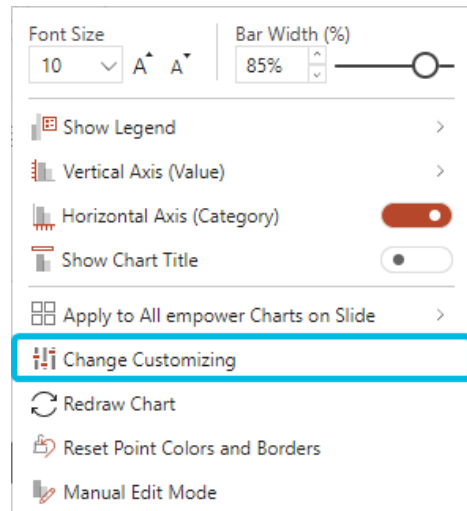 Font Size Bar Width (%)
10 A A 85%
Show Legend
Vertical Axis (Value)
Horizontal Axis (Category)
Show Chart Title
Apply to All empower Charts on Slide
Change Customizing
Redraw Chart
Reset Point Colors and Borders
Manual Edit Mode